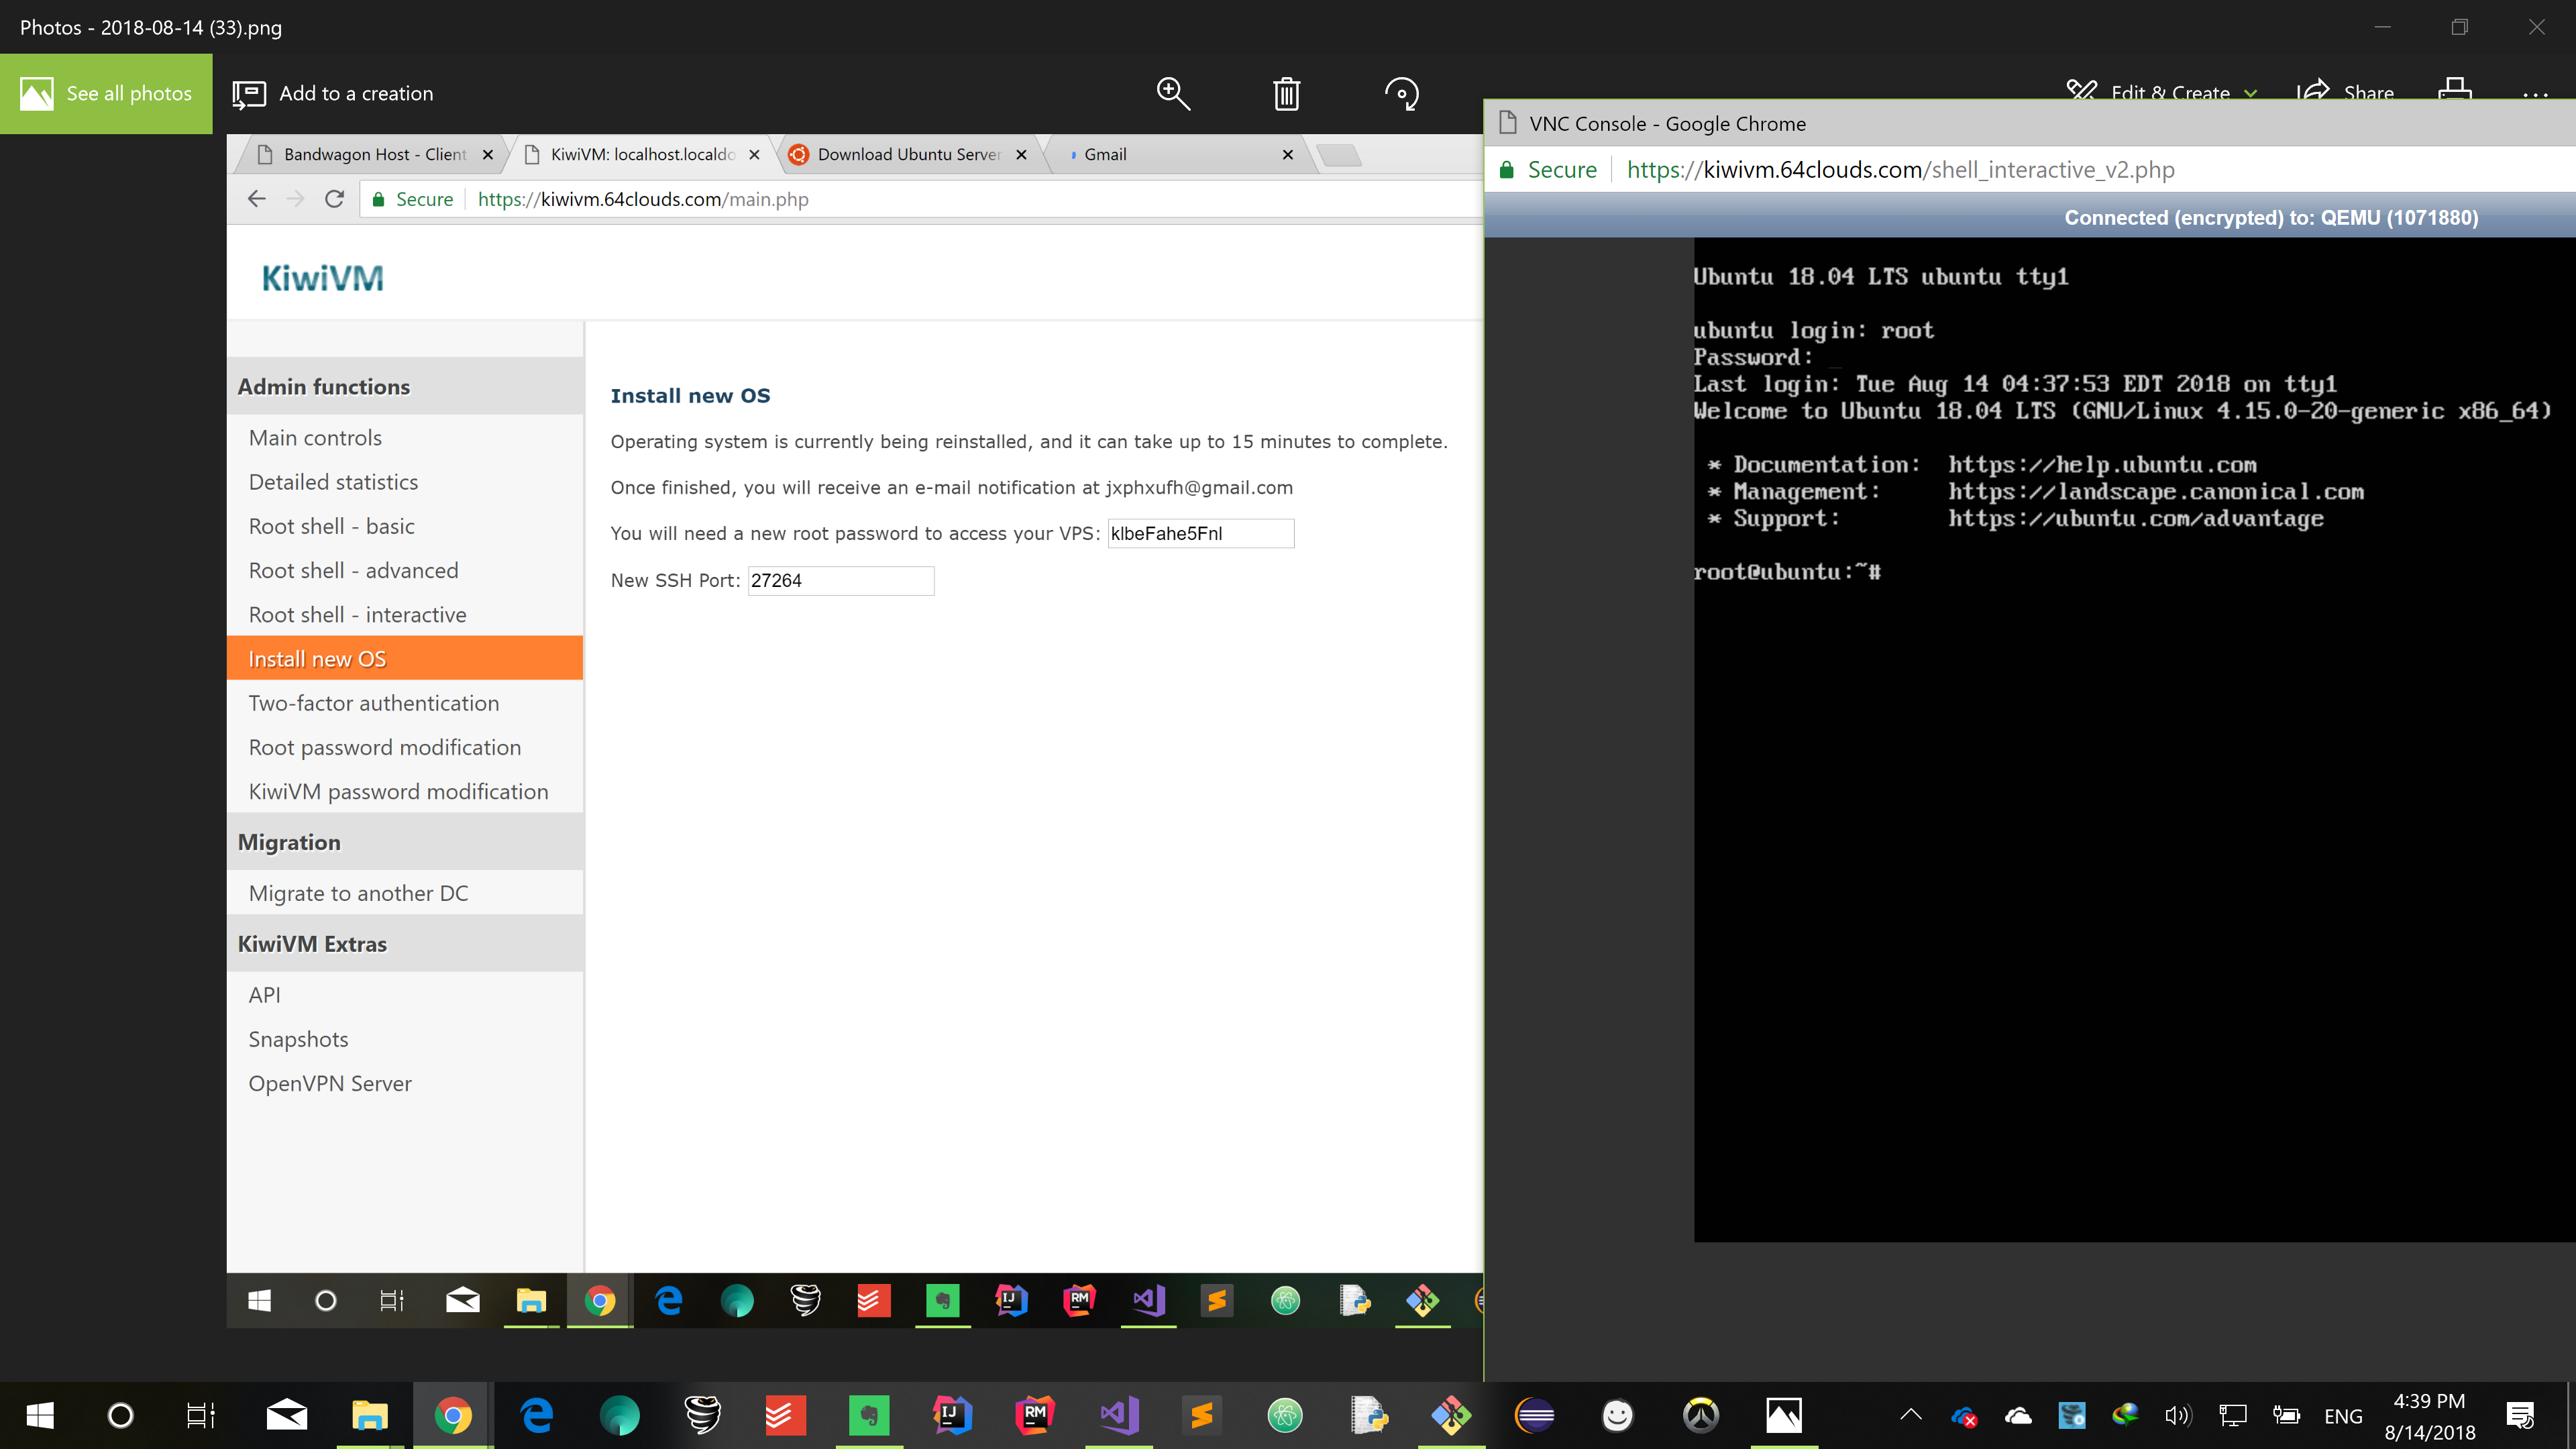 Photos - 2018-08-14 (33).png
See all photos
Add to a creation
Edit & Create
Share
Bandwagon Host - Client
KiwiVM: localhost.localdo
Download Ubuntu Server
Gmail
Secure
https://kiwivm.64clouds.com/main.php
KiwiVM
Admin functions
Main controls
Detailed statistics
Root shell - basic
Root shell - advanced
Root shell - interactive
Install new OS
Two-factor authentication
Root password modification
KiwiVM password modification
Migration
Migrate to another DC
KiwiVM Extras
API
Snapshots
OpenVPN Server
Install new OS
Operating system is currently being reinstalled, and it can take up to 15 minutes to complete.
Once finished, you will receive an e-mail notification at jxphxufh@gmail.com
You will need a new root password to access your VPS: klbeFahe5Fnl
New SSH Port: 27264
VNC Console - Google Chrome
Secure
https://kiwivm.64clouds.com/shell_interactive_v2.php
Connected (encrypted) to: QEMU (1071880)
Ubuntu 18.04 LTS ubuntu tty1
ubuntu login: root
Password:
Last login: Tue Aug 14 04:37:53 EDT 2018 on tty1
Welcome to Ubuntu 18.04 LTS (GNU/Linux 4.15.0-20-generic x86_64)
* Documentation: https://help.ubuntu.com
* Management: https://landscape.canonical.com
* Support: https://ubuntu.com/advantage
root@ubuntu:~#
IJ
RM
IJ
RM
ENG
4:39 PM
8/14/2018